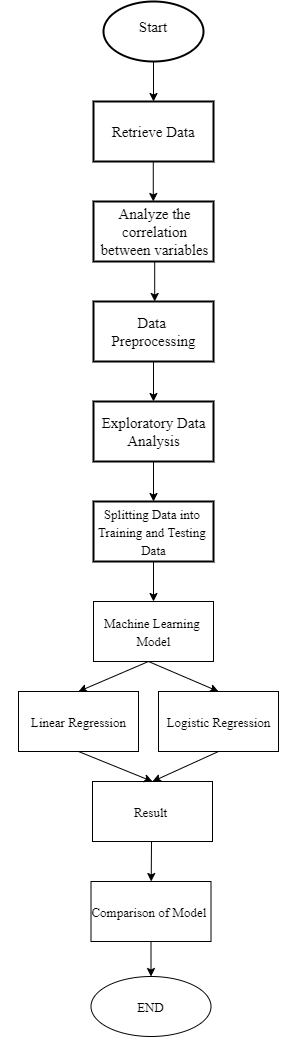 Start
Retrieve Data
Analyze the
correlation
between variables
Data
Preprocessing
Exploratory Data
Analysis
Splitting Data into
Training and Testing
Data
Machine Learning
Model
Linear Regression
Logistic Regression
Result
Comparison of Model
END